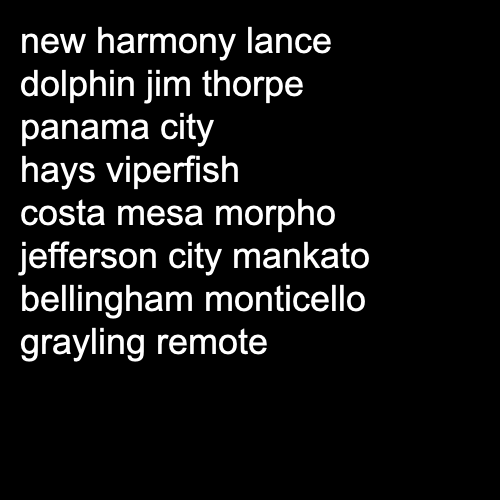 new harmony lance
dolphin jim thorpe
panama city
hays viperfish
costa mesa morpho
jefferson city mankato
bellingham monticello
grayling remote